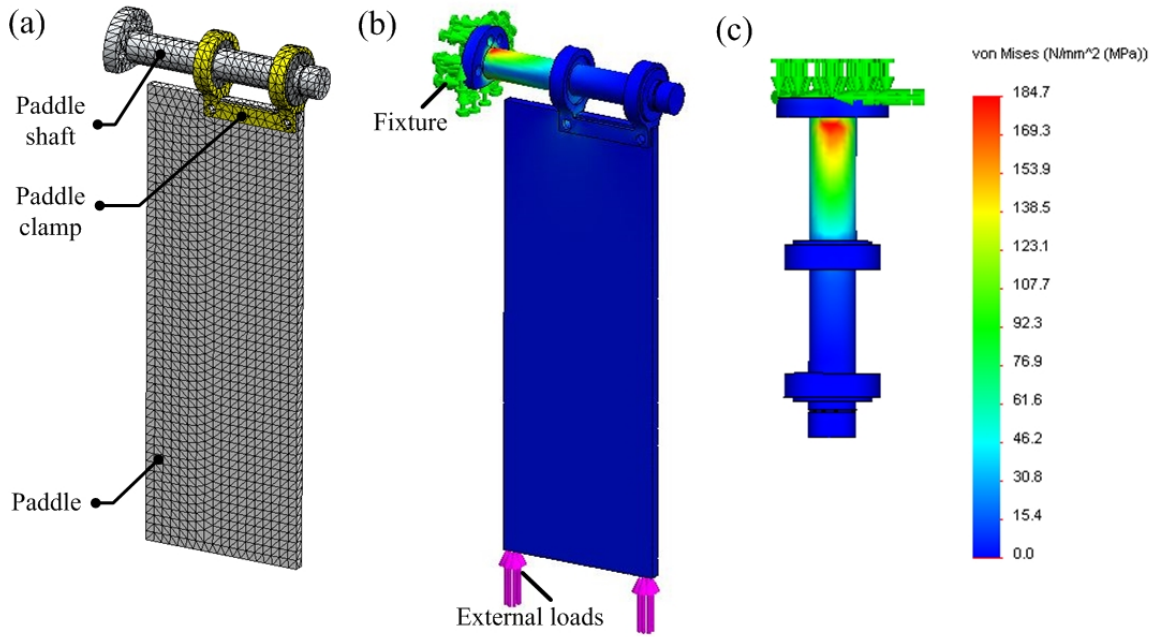 (a)
Paddle
shaft
Paddle
clamp
Paddle
(b)
Fixture
External loads
(c)
von Mises (N/mm^2 (MPa))
184.7
169.3
153.9
138.5
123.1
107.7
92.3
76.9
61.6
46.2
30.8
15.4
0.0